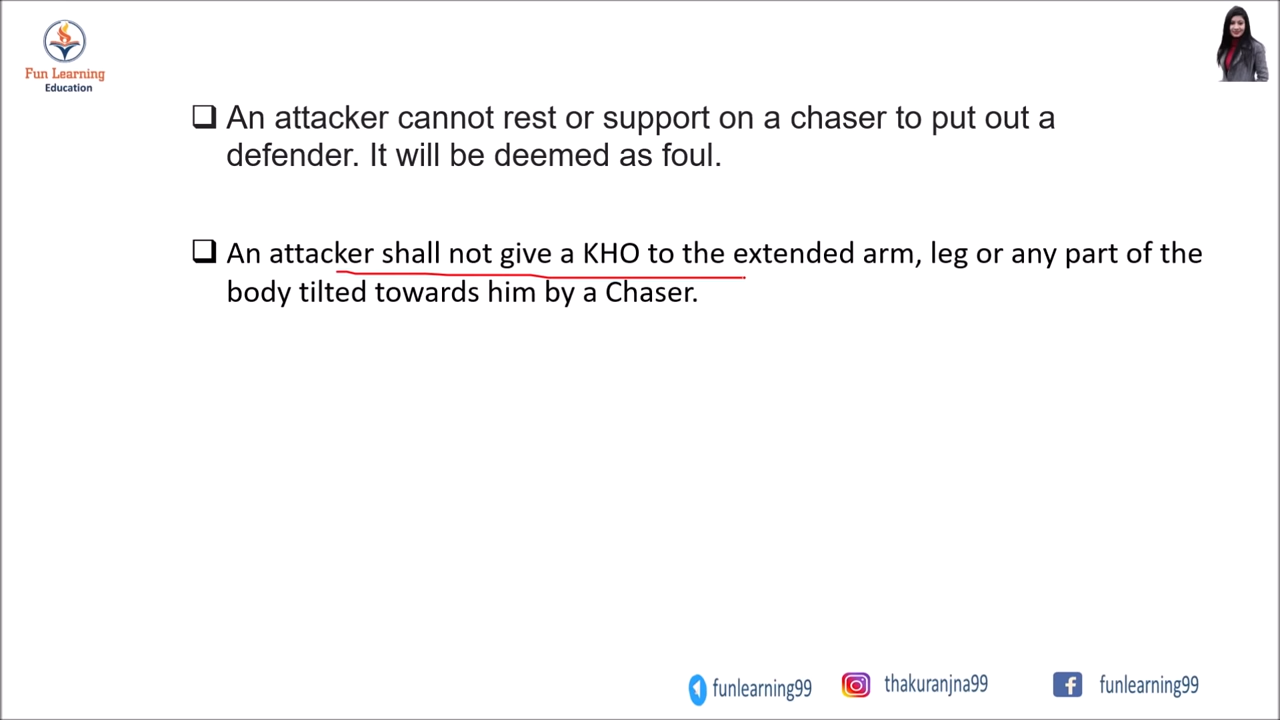 Fun Learning
Education
An attacker cannot rest or support on a chaser to put out a
defender. It will be deemed as foul.
An attacker shall not give a KHO to the extended arm, leg or any part of the
body tilted towards him by a Chaser.
funlearning99 thakuranjna99 funlearning99